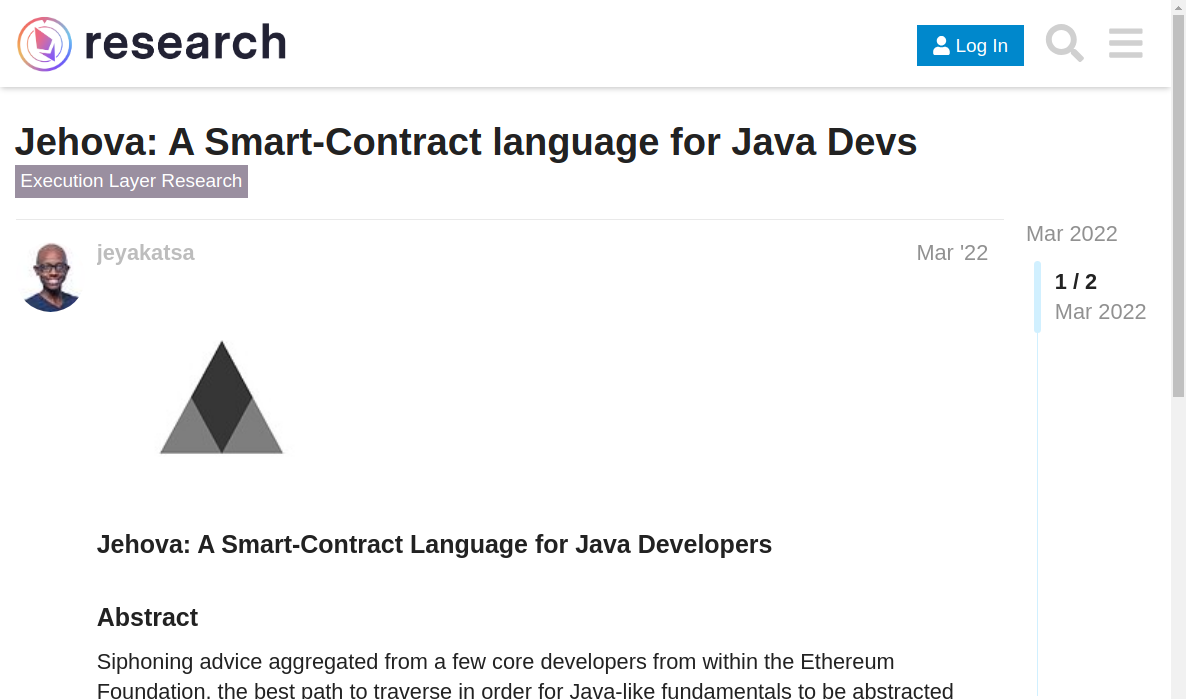 research
Log In
Jehova: A Smart-Contract language for Java Devs
Execution Layer Research
Mar 2022
jeyakatsa
Mar '22
1 / 2
Mar 2022
Jehova: A Smart-Contract Language for Java Developers
Abstract
Siphoning advice aggregated from a few core developers from within the Ethereum
Foundation, the best path to traverse in order for Java-like fundamentals to be abstracted